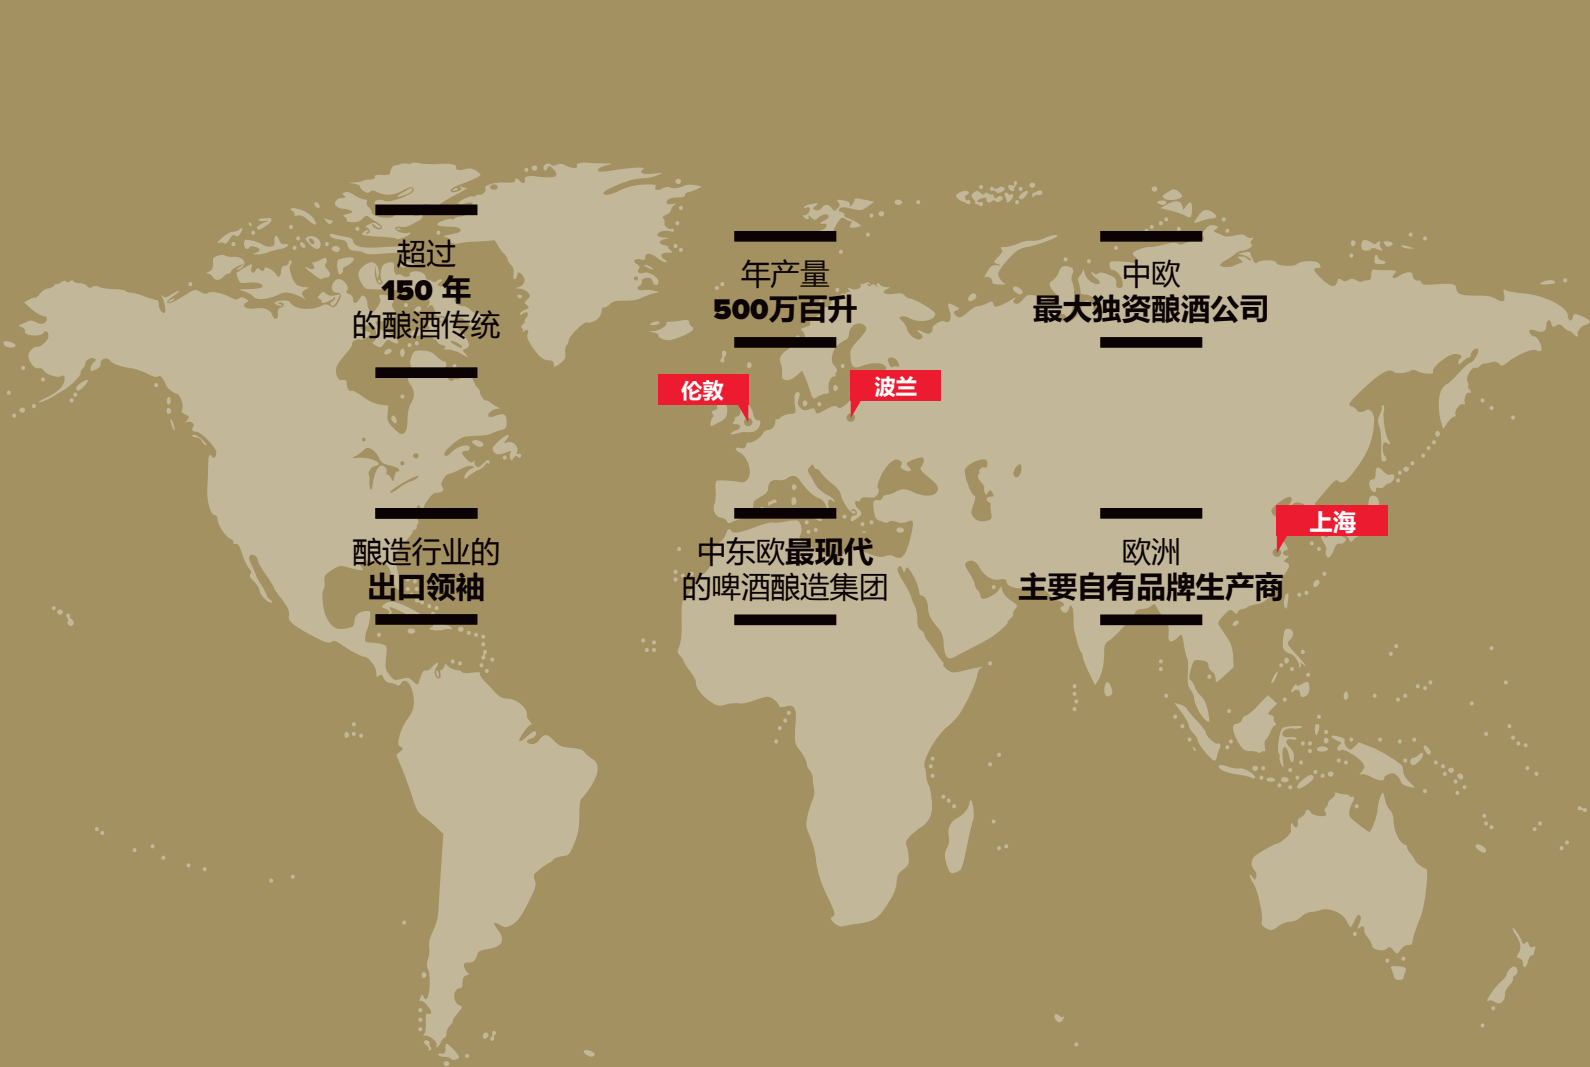 超过
150 年
的酿酒传统
年产量
500万百升
中欧
最大独资酿酒公司
伦敦
波兰
上海
酿造行业的
出口领袖
中东欧最现代
的啤酒酿造集团
欧洲
主要自有品牌生产商